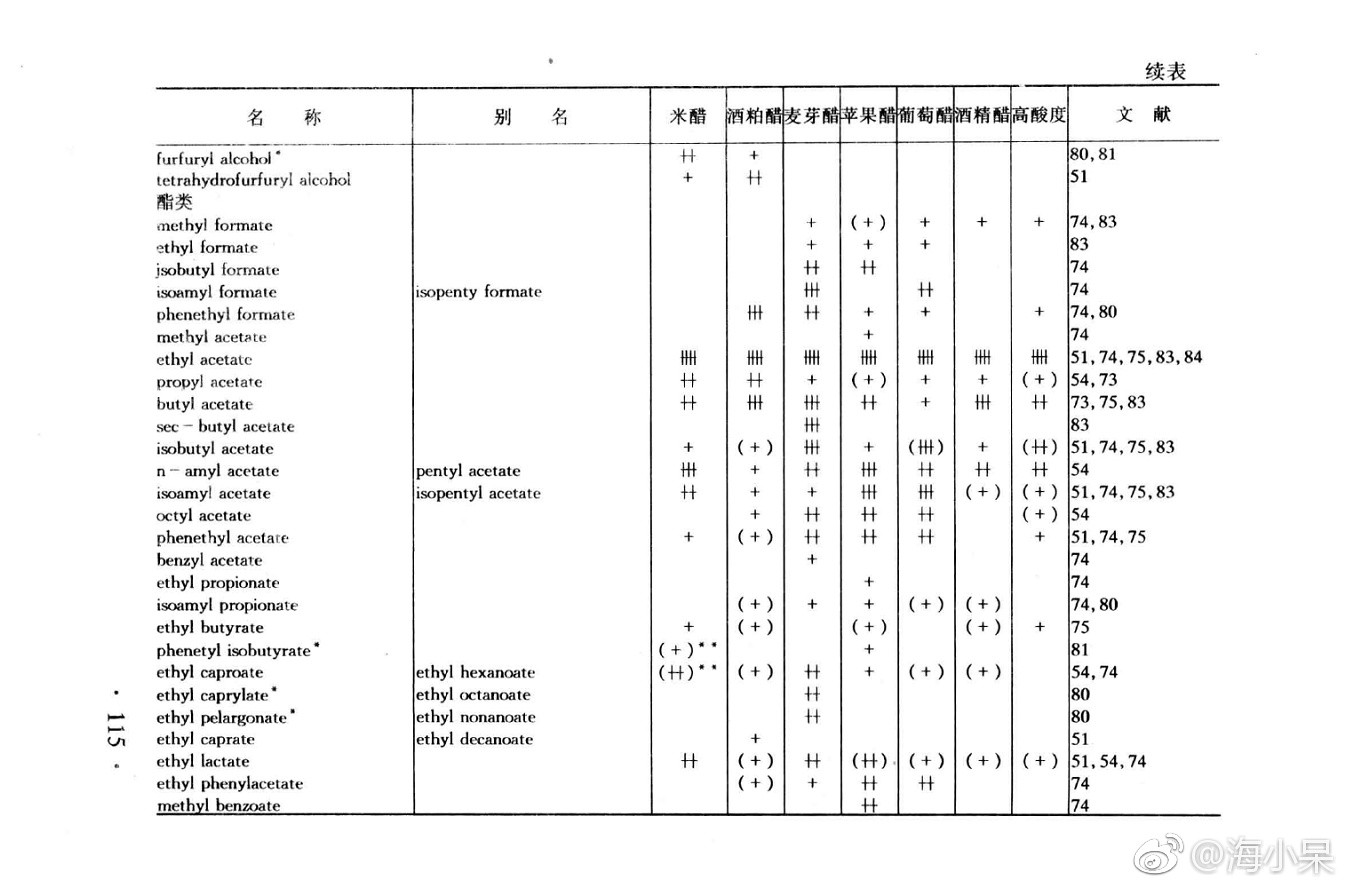 续表
名 称 别 名 米醋 酒粕醋 麦芽醋 苹果醋 葡萄醋 酒精醋 高酸度 文 献
furfuryl alcohol* ++ + 80,81
tetrahydrofurfuryl alcohol + ++ 51
酯类
methyl formate + (+) + + + 74,83
ethyl formate + + + 83
isobutyl formate ++ ++ 74
isoamyl formate isopenty formate +++ ++ 74
phenethyl formate +++ ++ + + + 74,80
methyl acetate + 74
ethyl acetate ++++ ++++ ++++ ++++ ++++ ++++ ++++ 51,74,75,83,84
propyl acetate ++ ++ + (+) + + (+) 54,73
butyl acetate ++ +++ +++ ++ + +++ ++ 73,75,83
sec-butyl acetate +++ 83
isobutyl acetate + (+) +++ + (+++) + (++) 51,74,75,83
n-amyl acetate pentyl acetate +++ + ++ +++ ++ ++ ++ 54
isoamyl acetate isopentyl acetate ++ + + +++ +++ (+) (+) 51,74,75,83
octyl acetate + ++ ++ ++ (+) 54
phenethyl acetate + (+) ++ ++ ++ + 51,74,75
benzyl acetate + 74
ethyl propionate + 74
isoamyl propionate (+) + + (+) (+) 74,80
ethyl butyrate + (+) (+) (+) + 75
phenetyl isobutyrate* (+)** + 81
ethyl caproate ethyl hexanoate (++)** (+) ++ + (+) (+) 54,74
ethyl caprylate* ethyl octanoate ++ 80
ethyl pelargonate* ethyl nonanoate ++ 80
ethyl caprate ethyl decanoate + 51
ethyl lactate ++ (+) ++ (++) (+) (+) (+) 51,54,74
ethyl phenylacetate (+) + ++ ++ 74
methyl benzoate ++ 74
· 115 ·
@海小呆